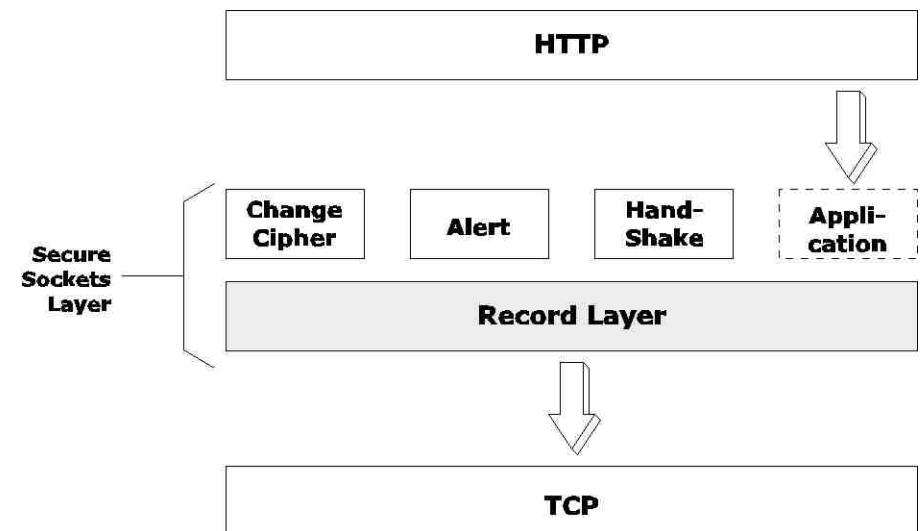 HTTP
Change
Cipher
Alert
Hand-
Shake
Appli-
cation
Secure
Sockets
Layer
Record Layer
TCP